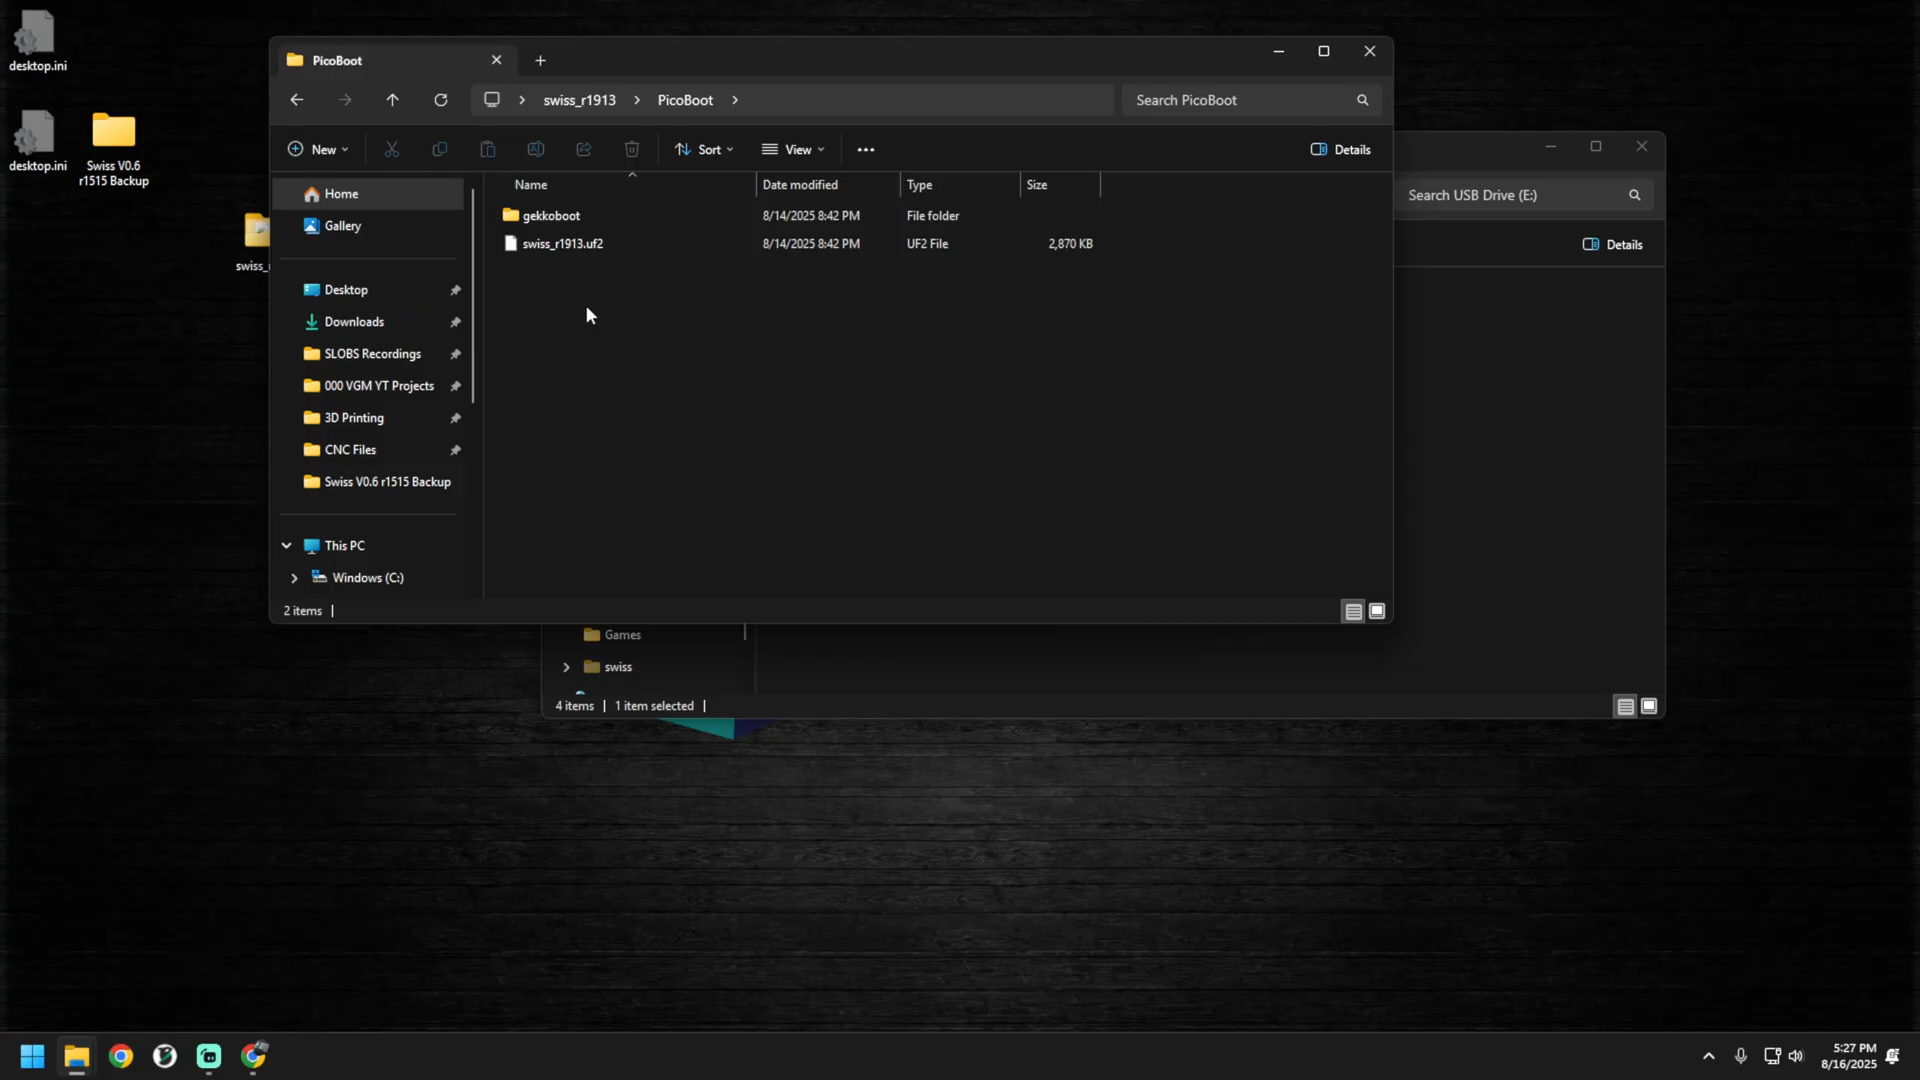 desktop.ini
desktop.ini
Swiss V0.6
r1515 Backup
swiss_r
PicoBoot
swiss_r1913
PicoBoot
Search PicoBoot
New
Sort
View
Details
Home
Gallery
Desktop
Downloads
SLOBS Recordings
000 VGM YT Projects
3D Printing
CNC Files
Swiss V0.6 r1515 Backup
This PC
Windows (C:)
Name
Date modified
Type
Size
gekkoboot
8/14/2025 8:42 PM
File folder
swiss_r1913.uf2
8/14/2025 8:42 PM
UF2 File
2,870 KB
2 items
Search USB Drive (E:)
Details
Games
swiss
4 items
1 item selected
5:27 PM
8/16/2025